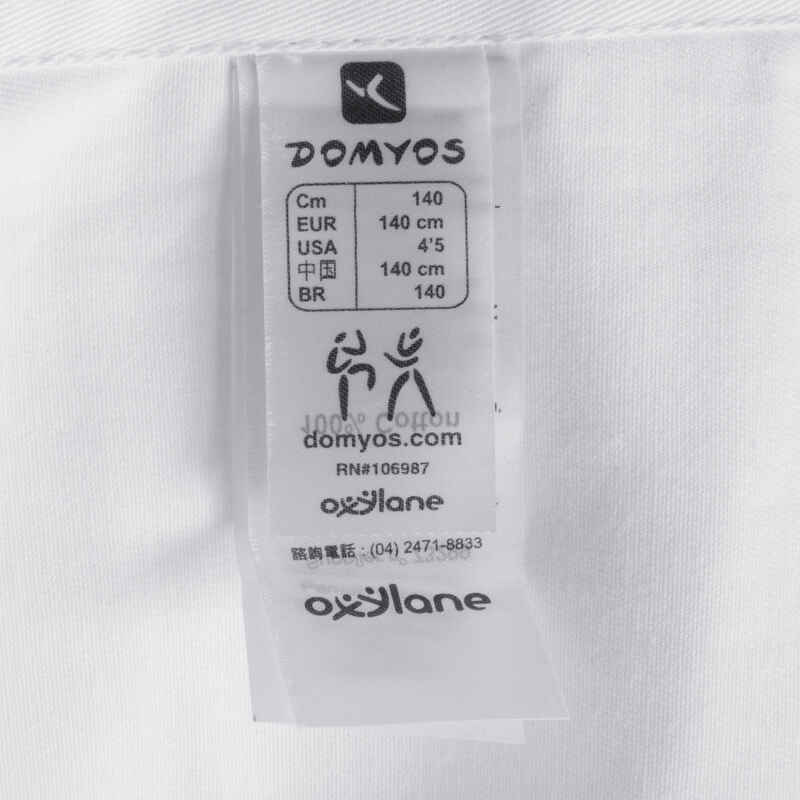 DOMYOS
Cm 140
EUR 140 cm
USA 4'5
中国 140 cm
BR 140
100% Cotton
domyos.com
RN#106987
oxylane
諮詢電話 : (04) 2471-8833
oxylane